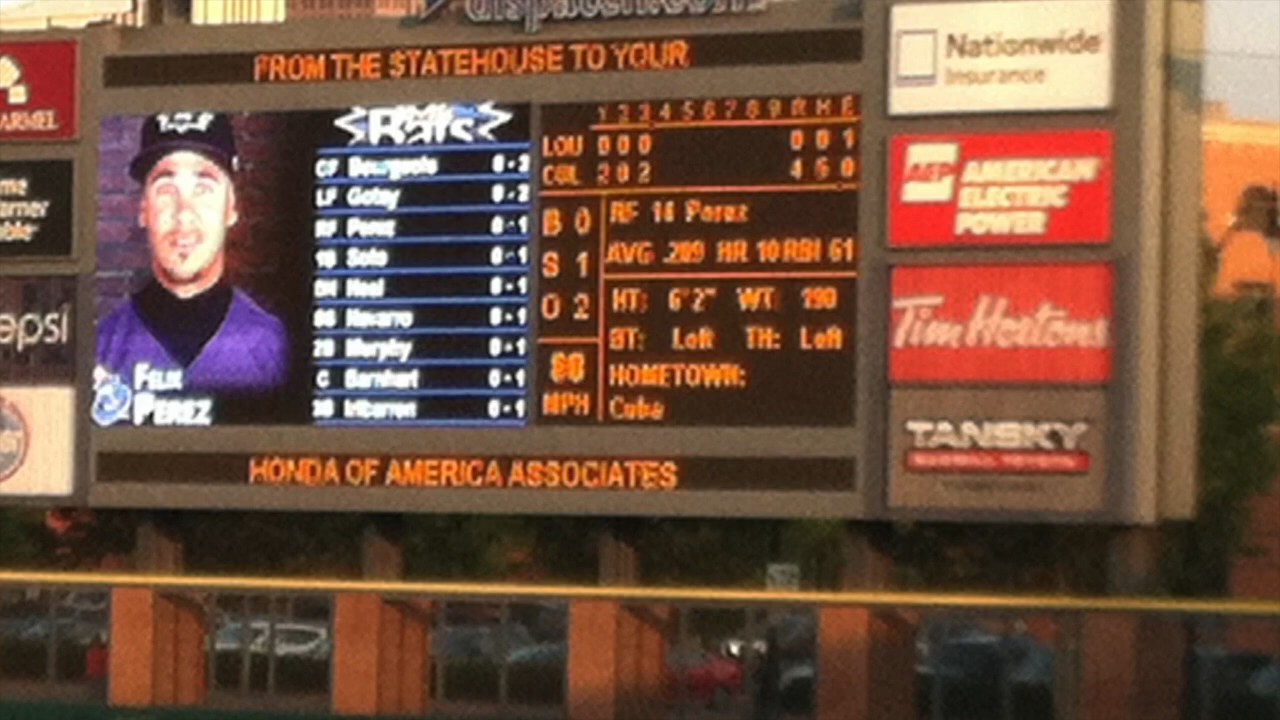 dispatch.com
FROM THE STATEHOUSE TO YOUR
Nationwide
Insurance
ARMEL
Bats
CF Bourgeois 0-2
LF Gotay 0-2
RF Perez 0-1
1B Soto 0-1
DH Neal 0-1
Navarro 0-1
2B Murphy 0-1
C Barnhart 0-1
3B Iribarren 0-1
FELIX
PEREZ
1 2 3 4 5 6 7 8 9 R H E
LOU 0 0 0 0 0 1
COL 2 0 2 4 0
B 0
S 1
O 2
MPH
RF 14 Perez
AVG HR 10 RBI 61
HT: 6'2" WT:
BT: Left TH: Left
HOMETOWN:
Cuba
AEP AMERICAN
ELECTRIC
POWER
epsi
Tim Hortons
TANSKY
HONDA OF AMERICA ASSOCIATES